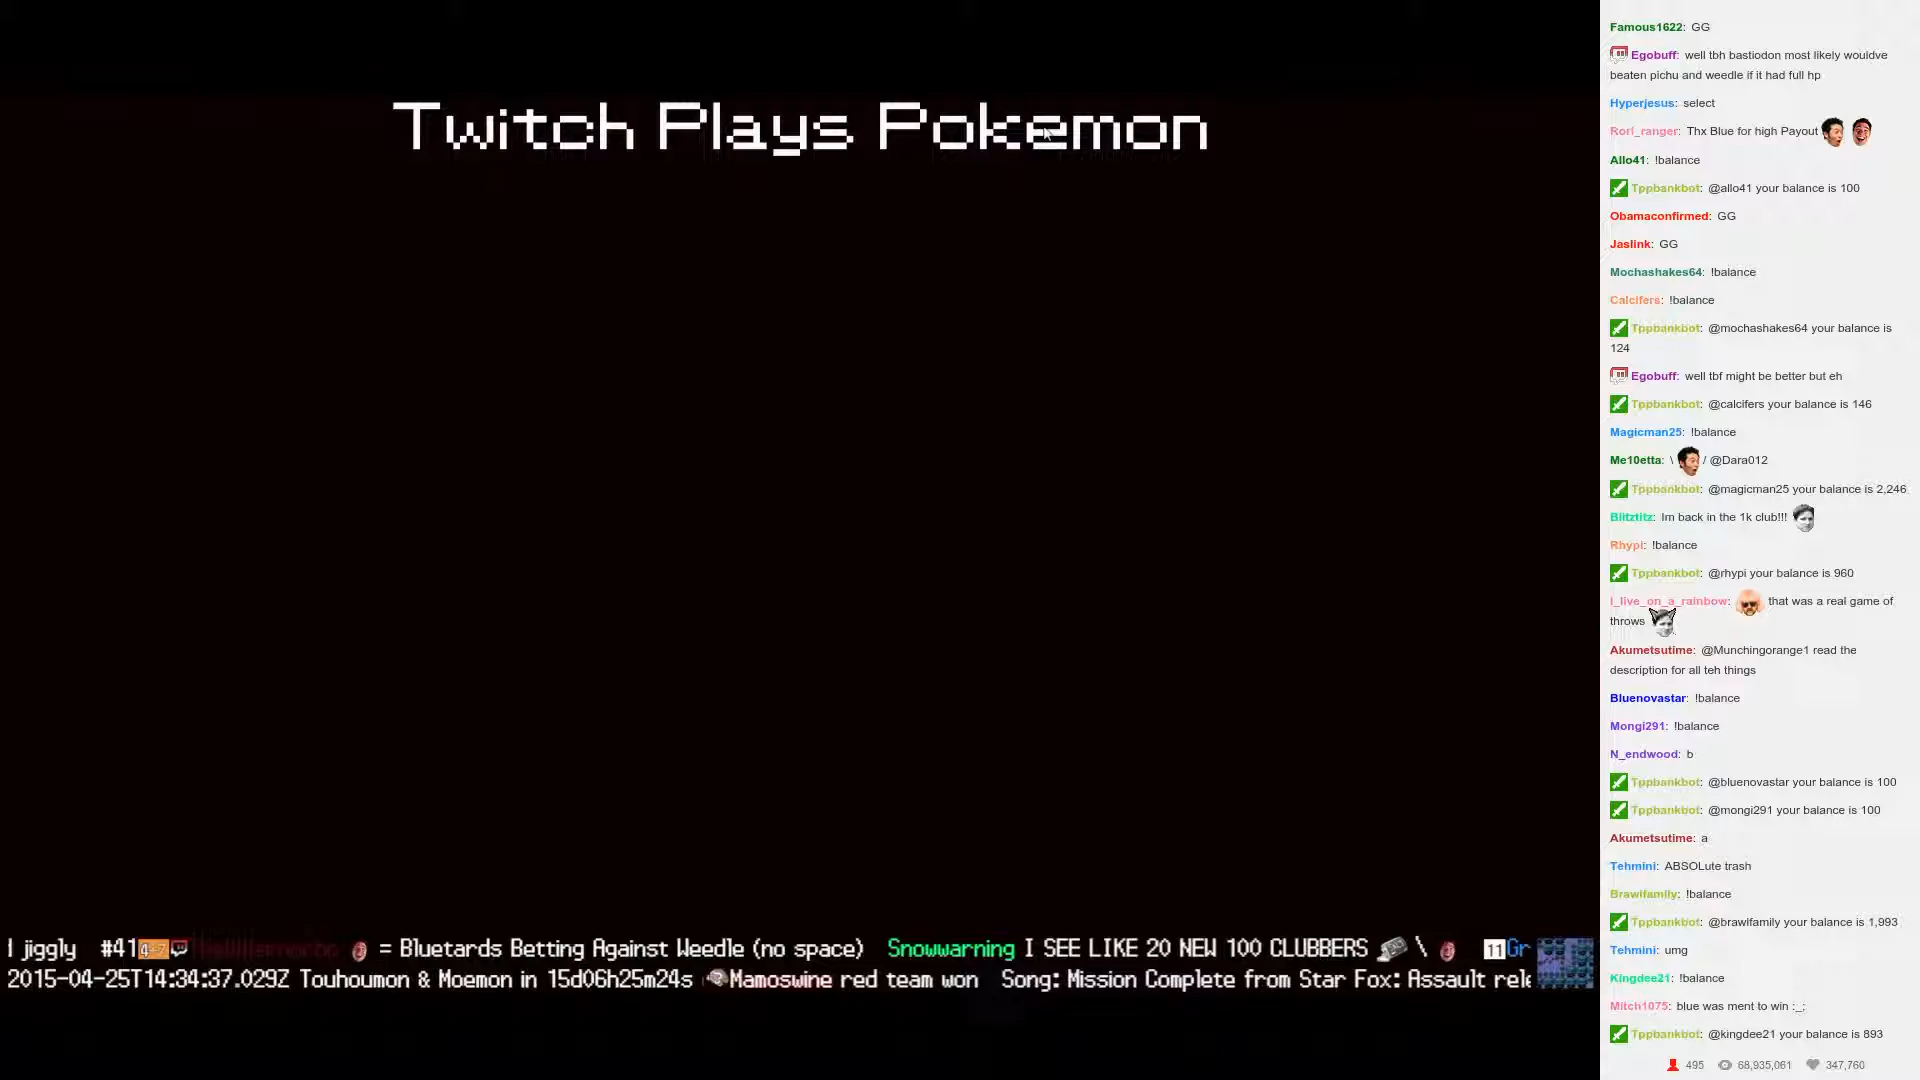 Twitch Plays Pokemon
l jiggly #41 = Bluetards Betting Against Weedle (no space) Snowwarning I SEE LIKE 20 NEW 100 CLUBBERS \ 11 Gr
2015-04-25T14:34:37.029Z Touhoumon & Moemon in 15d06h25m24s Mamoswine red team won Song: Mission Complete from Star Fox: Assault rele
Famous1622: GG
Egobuff: well tbh bastiodon most likely wouldve
beaten pichu and weedle if it had full hp
Hyperjesus: select
Rori_ranger: Thx Blue for high Payout
Allo41: !balance
Tppbankbot: @allo41 your balance is 100
Obamaconfirmed: GG
Jaslink: GG
Mochashakes64: !balance
Calcifers: !balance
Tppbankbot: @mochashakes64 your balance is
124
Egobuff: well tbf might be better but eh
Tppbankbot: @calcifers your balance is 146
Magicman25: !balance
Me10etta: \ / @Dara012
Tppbankbot: @magicman25 your balance is 2,246
Blitztitz: Im back in the 1k club!!!
Rhypi: !balance
Tppbankbot: @rhypi your balance is 960
I_live_on_a_rainbow: that was a real game of
throws
Akumetsutime: @Munchingorange1 read the
description for all teh things
Bluenovastar: !balance
Mongi291: !balance
N_endwood: b
Tppbankbot: @bluenovastar your balance is 100
Tppbankbot: @mongi291 your balance is 100
Akumetsutime: a
Tehmini: ABSOLute trash
Brawlfamily: !balance
Tppbankbot: @brawlfamily your balance is 1,993
Tehmini: umg
Kingdee21: !balance
Mitch1075: blue was ment to win :_;
Tppbankbot: @kingdee21 your balance is 893
495 68,935,061 347,760